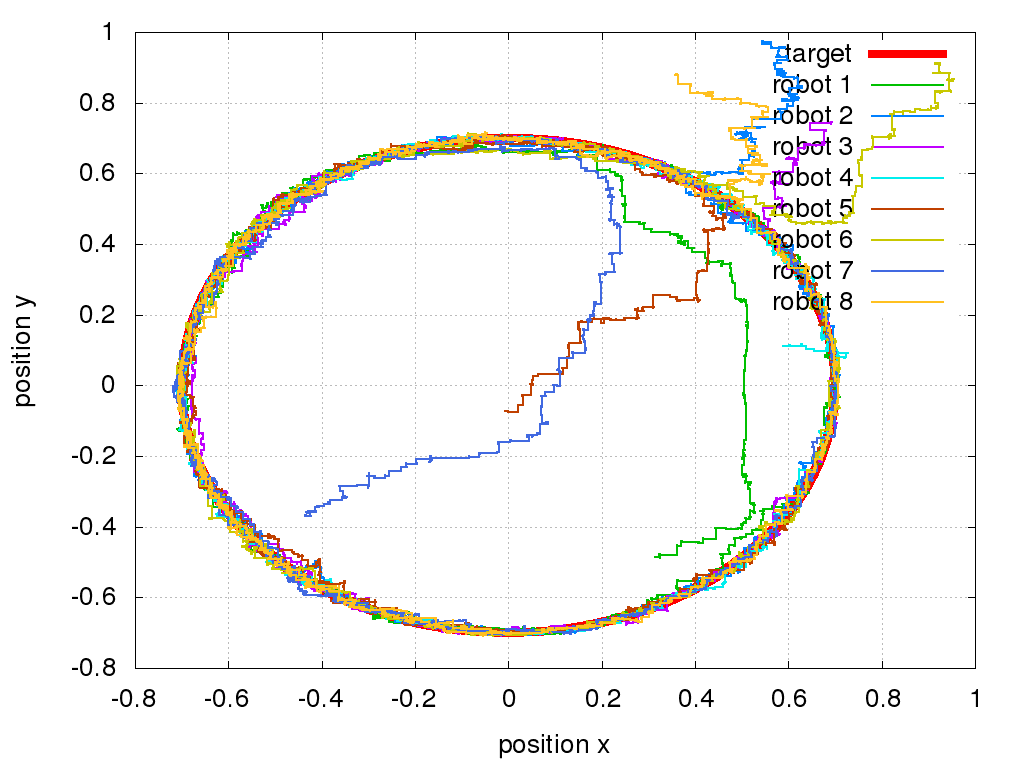 1
0.8
0.6
0.4
0.2
0
-0.2
-0.4
-0.6
-0.8
position y
target
robot 1
robot 2
robot 3
robot 4
robot 5
robot 6
robot 7
robot 8
-0.8 -0.6 -0.4 -0.2 0 0.2 0.4 0.6 0.8 1
position x